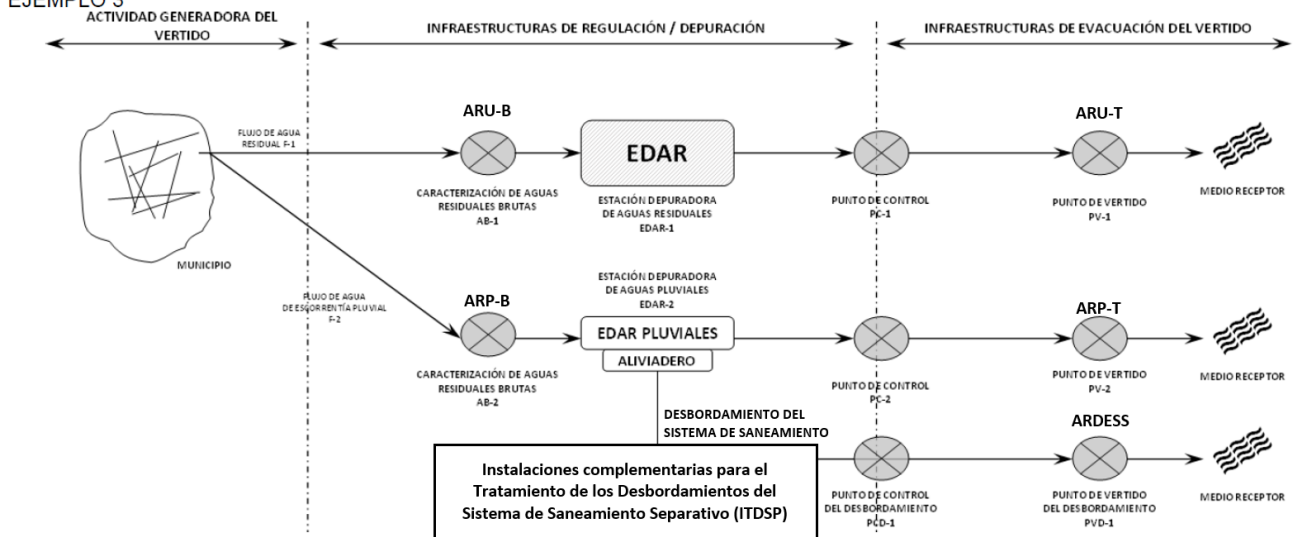 EJEMPLO 3
ACTIVIDAD GENERADORA DEL
VERTIDO
INFRAESTRUCTURAS DE REGULACIÓN / DEPURACIÓN
INFRAESTRUCTURAS DE EVACUACIÓN DEL VERTIDO
FLUJO DE AGUA
RESIDUAL F-1
MUNICIPIO
ARU-B
CARACTERIZACIÓN DE AGUAS
RESIDUALES BRUTAS
AB-1
EDAR
ESTACIÓN DEPURADORA
DE AGUAS RESIDUALES
EDAR-1
PUNTO DE CONTROL
PC-1
ARU-T
PUNTO DE VERTIDO
PV-1
MEDIO RECEPTOR
FLUJO DE AGUA
DE ESCORRENTÍA PLUVIAL
F-2
ARP-B
CARACTERIZACIÓN DE AGUAS
RESIDUALES BRUTAS
AB-2
ESTACIÓN DEPURADORA
DE AGUAS PLUVIALES
EDAR-2
EDAR PLUVIALES
ALIVIADERO
PUNTO DE CONTROL
PC-2
ARP-T
PUNTO DE VERTIDO
PV-2
MEDIO RECEPTOR
DESBORDAMIENTO DEL
SISTEMA DE SANEAMIENTO
Instalaciones complementarias para el
Tratamiento de los Desbordamientos del
Sistema de Saneamiento Separativo (ITDSP)
PUNTO DE CONTROL
DEL DESBORDAMIENTO
PCD-1
ARDESS
PUNTO DE VERTIDO
DEL DESBORDAMIENTO
PVD-1
MEDIO RECEPTOR